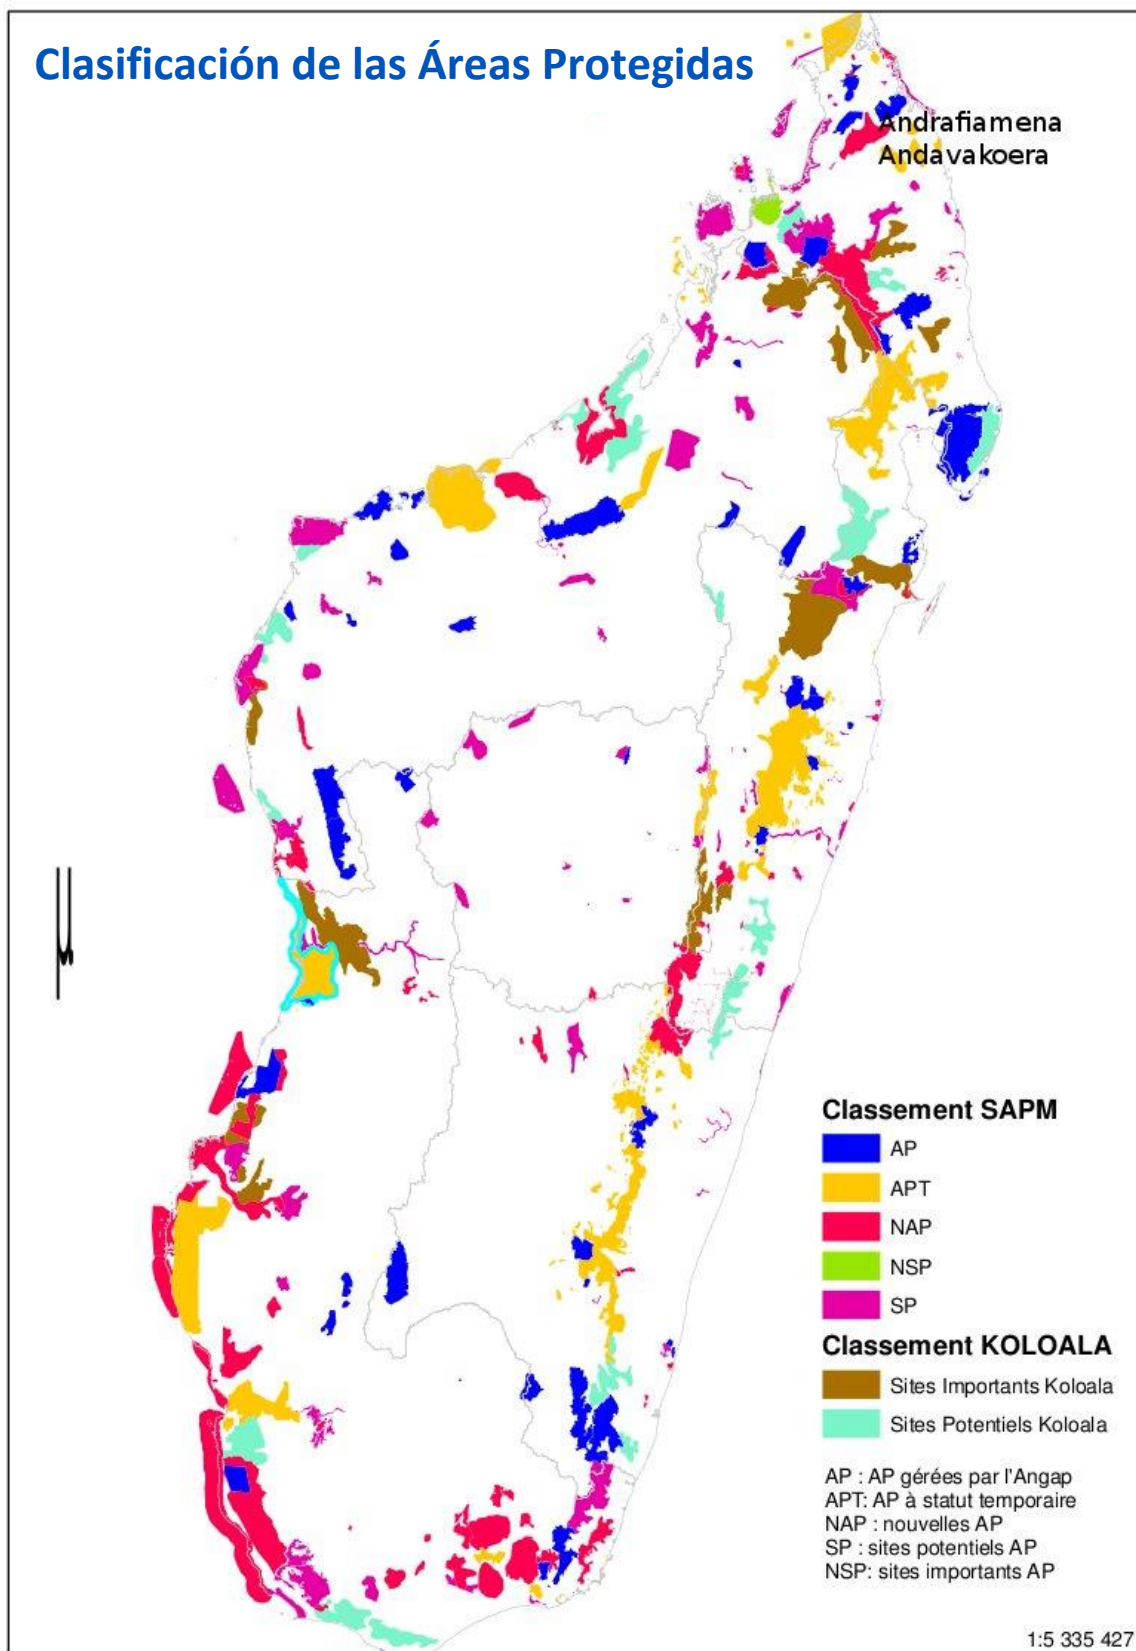 Clasificación de las Áreas Protegidas
Andrafiamena
Andavakoera
Classement SAPM
AP
APT
NAP
NSP
SP
Classement KOLOALA
Sites Importants Koloala
Sites Potentiels Koloala
AP : AP gérées par l'Angap
APT: AP à statut temporaire
NAP : nouvelles AP
SP : sites potentiels AP
NSP: sites importants AP
1:5 335 427